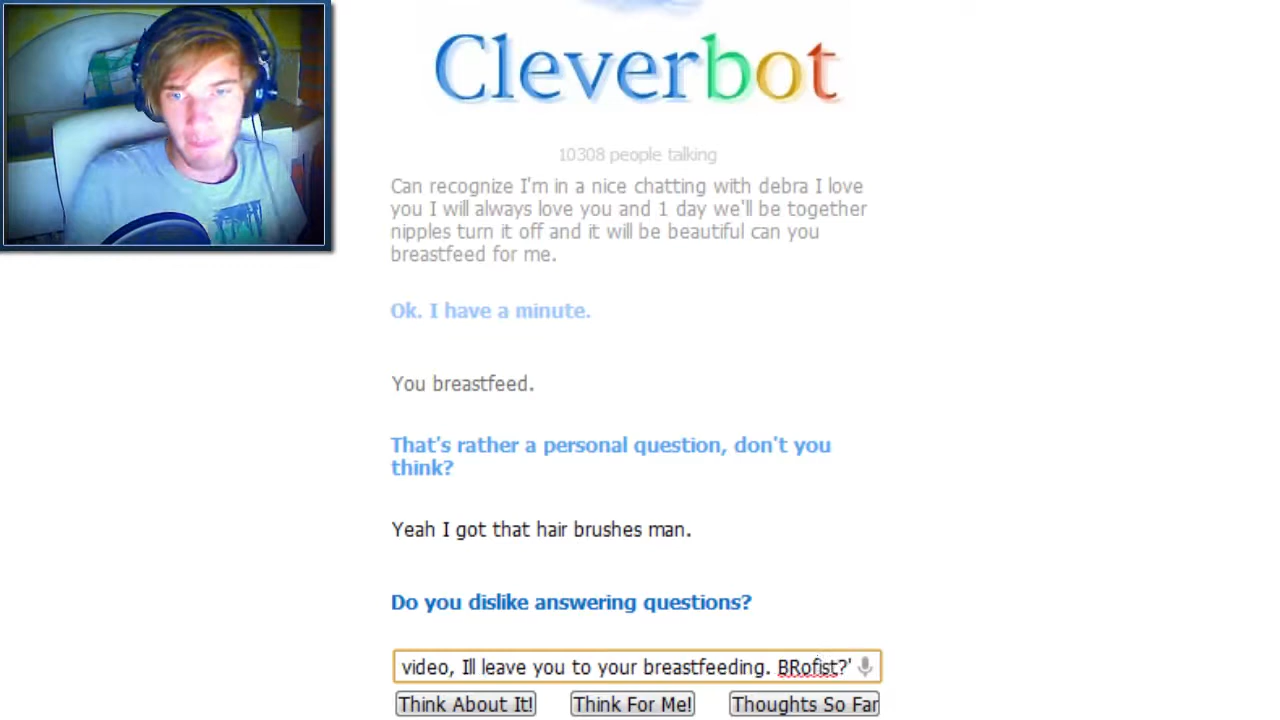 Cleverbot
10308 people talking
Can recognize I'm in a nice chatting with debra I love
you I will always love you and 1 day we'll be together
nipples turn it off and it will be beautiful can you
breastfeed for me.
Ok. I have a minute.
You breastfeed.
That's rather a personal question, don't you
think?
Yeah I got that hair brushes man.
Do you dislike answering questions?
video, Ill leave you to your breastfeeding. BRofist?'
Think About It!
Think For Me!
Thoughts So Far